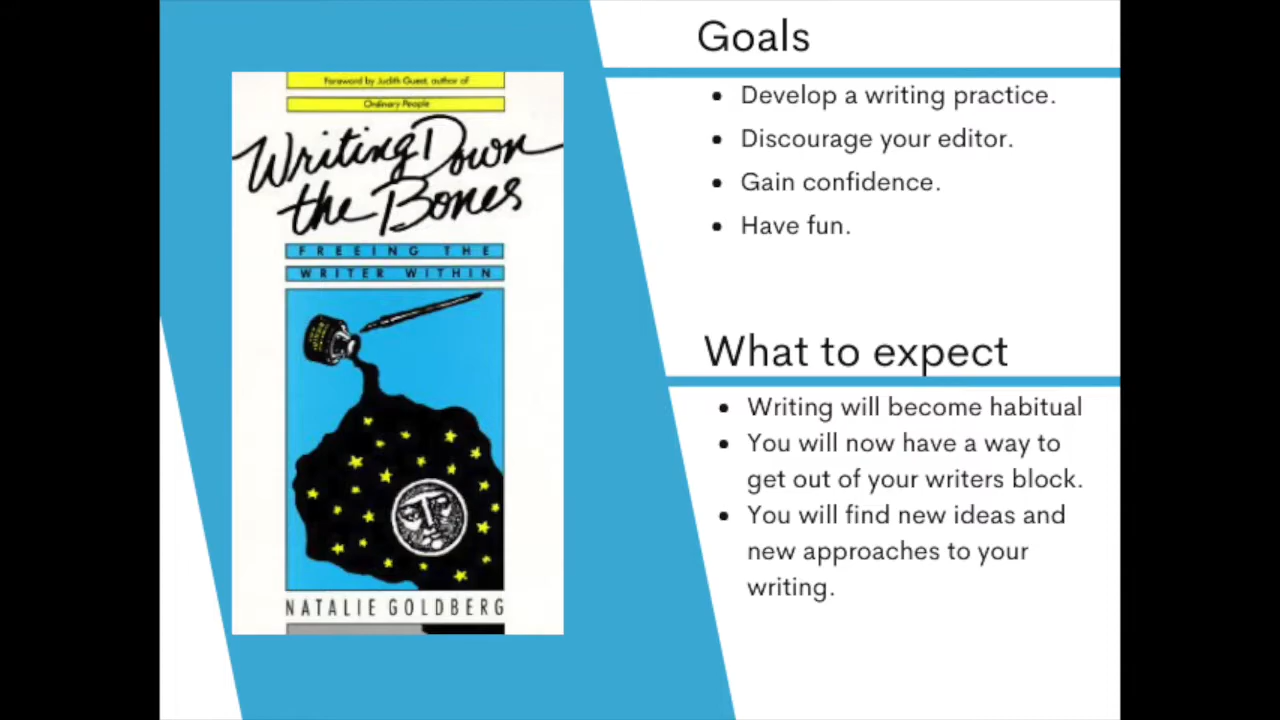 Foreword by Judith Guest, author of
Ordinary People
Writing Down
the Bones
FREEING THE
WRITER WITHIN
NATALIE GOLDBERG
Goals
• Develop a writing practice.
• Discourage your editor.
• Gain confidence.
• Have fun.
What to expect
• Writing will become habitual
• You will now have a way to
get out of your writers block.
• You will find new ideas and
new approaches to your
writing.